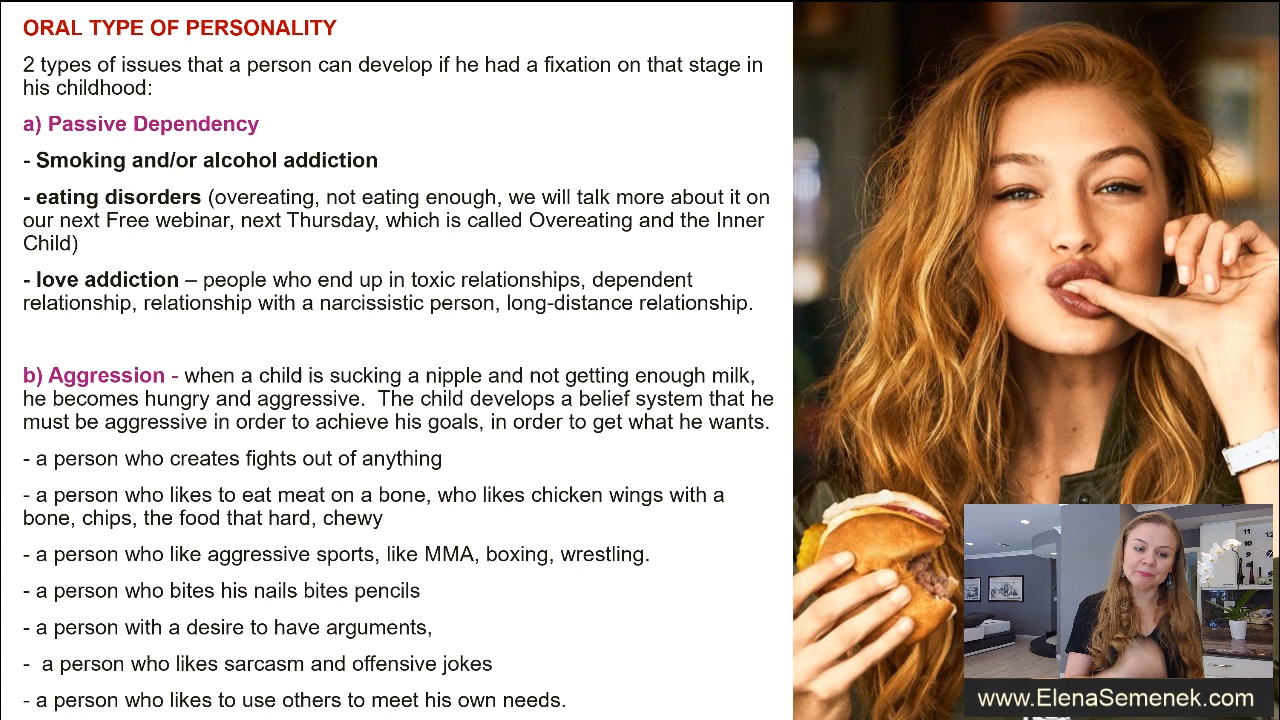 ORAL TYPE OF PERSONALITY
2 types of issues that a person can develop if he had a fixation on that stage in
his childhood:
a) Passive Dependency
- Smoking and/or alcohol addiction
- eating disorders (overeating, not eating enough, we will talk more about it on
our next Free webinar, next Thursday, which is called Overeating and the Inner
Child)
- love addiction – people who end up in toxic relationships, dependent
relationship, relationship with a narcissistic person, long-distance relationship.
b) Aggression - when a child is sucking a nipple and not getting enough milk,
he becomes hungry and aggressive.  The child develops a belief system that he
must be aggressive in order to achieve his goals, in order to get what he wants.
- a person who creates fights out of anything
- a person who likes to eat meat on a bone, who likes chicken wings with a
bone, chips, the food that hard, chewy
- a person who like aggressive sports, like MMA, boxing, wrestling.
- a person who bites his nails bites pencils
- a person with a desire to have arguments,
-  a person who likes sarcasm and offensive jokes
- a person who likes to use others to meet his own needs.
www.ElenaSemenek.com